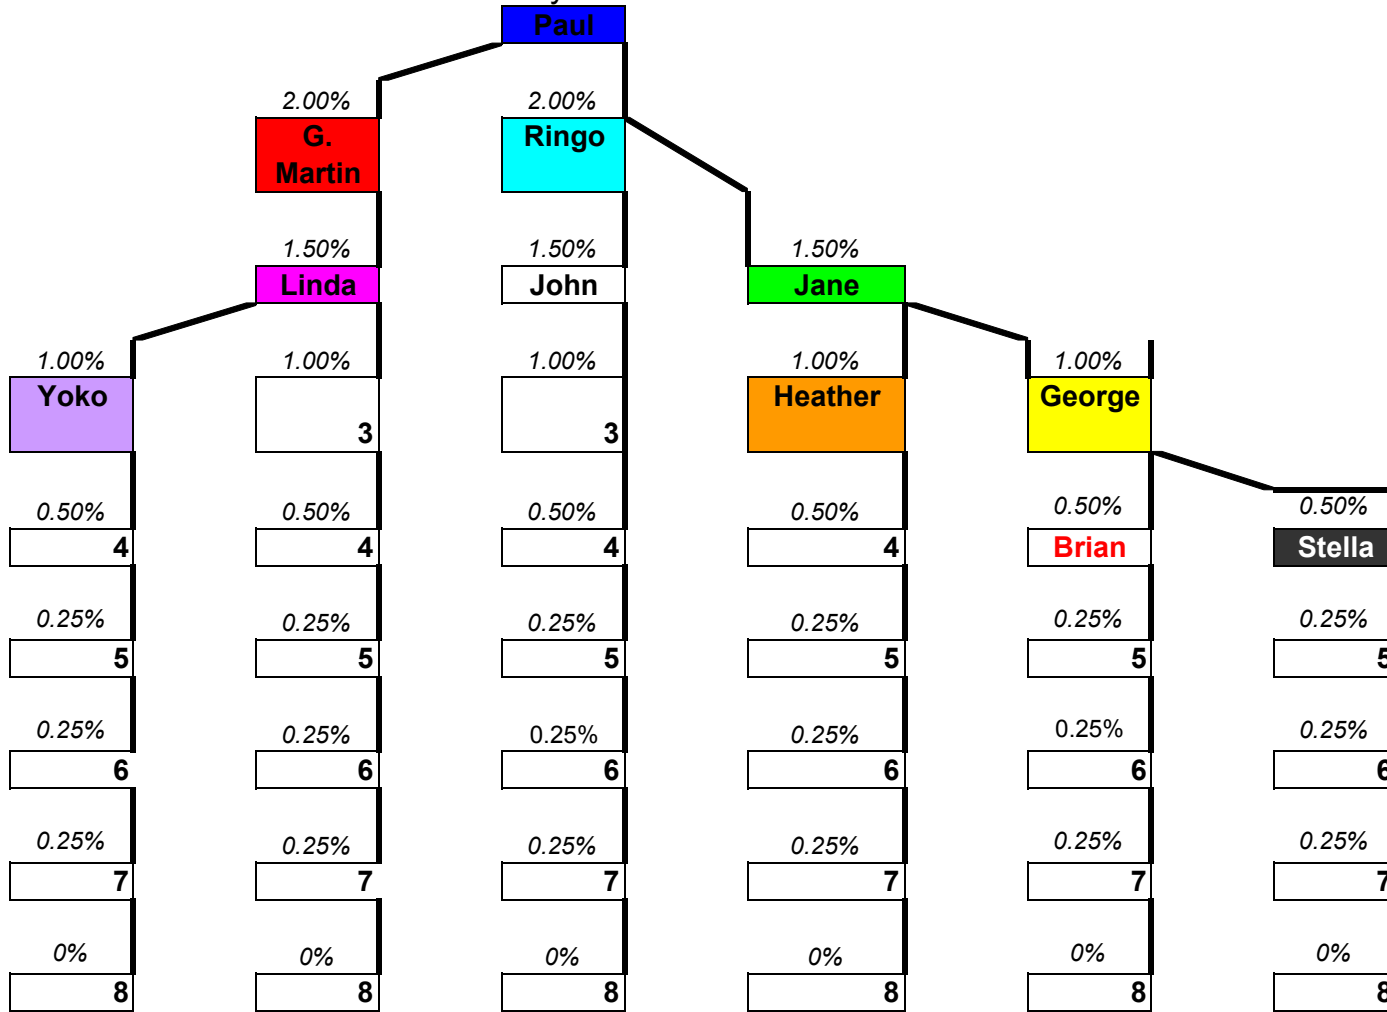 Paul
2.00% 2.00%
G. Martin Ringo
1.50% 1.50% 1.50%
Linda John Jane
1.00% 1.00% 1.00% 1.00% 1.00%
Yoko 3 3 Heather George
0.50% 0.50% 0.50% 0.50% 0.50% 0.50%
4 4 4 4 Brian Stella
0.25% 0.25% 0.25% 0.25% 0.25% 0.25%
5 5 5 5 5 5
0.25% 0.25% 0.25% 0.25% 0.25% 0.25%
6 6 6 6 6 6
0.25% 0.25% 0.25% 0.25% 0.25% 0.25%
7 7 7 7 7 7
0% 0% 0% 0% 0% 0%
8 8 8 8 8 8